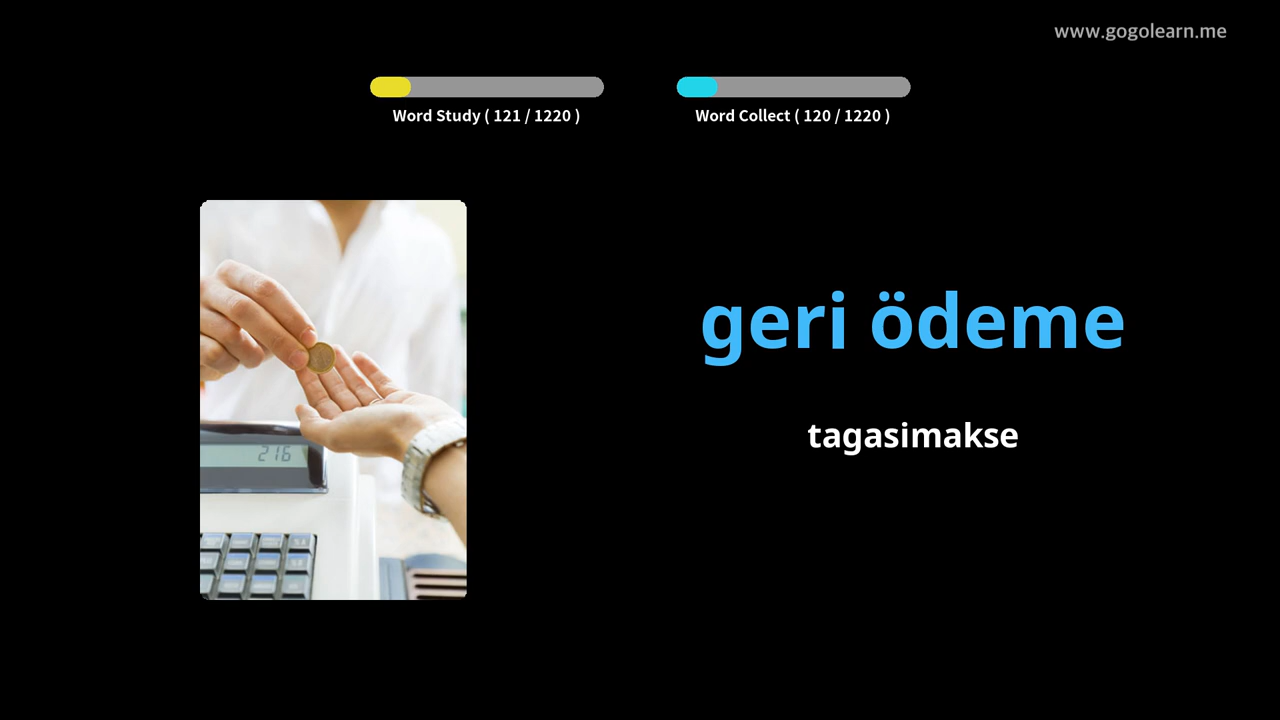 www.gogolearn.me
Word Study ( 121 / 1220 )
Word Collect ( 120 / 1220 )
geri ödeme
tagasimakse
216